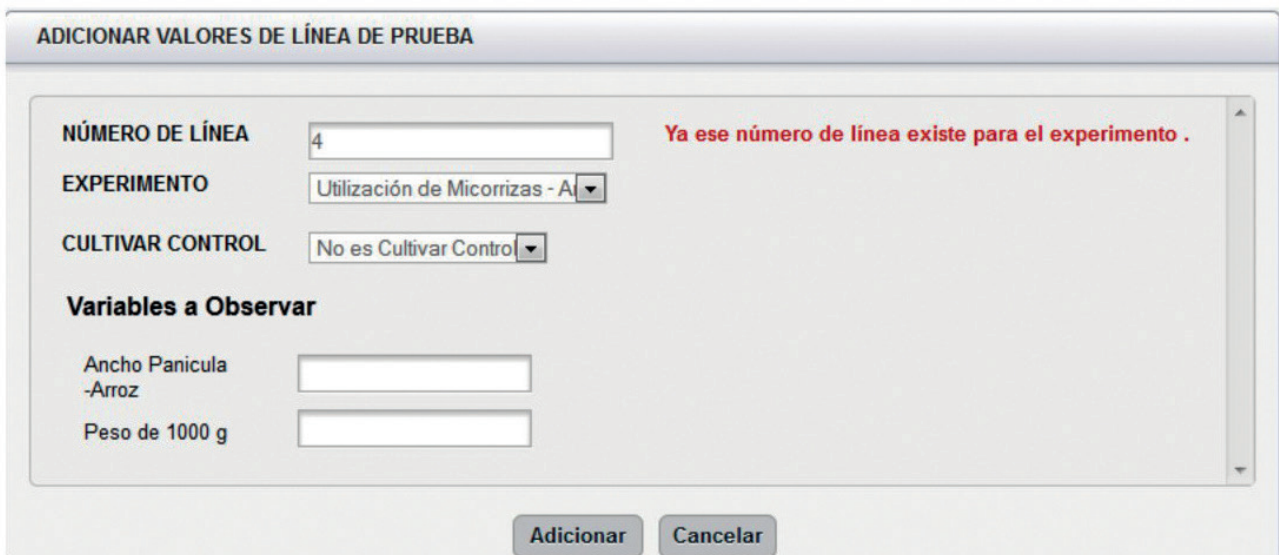 ADICIONAR VALORES DE LÍNEA DE PRUEBA
NÚMERO DE LÍNEA 4 Ya ese número de línea existe para el experimento .
EXPERIMENTO Utilización de Micorrizas - Ar
CULTIVAR CONTROL No es Cultivar Control
Variables a Observar
Ancho Panicula
-Arroz
Peso de 1000 g
Adicionar Cancelar